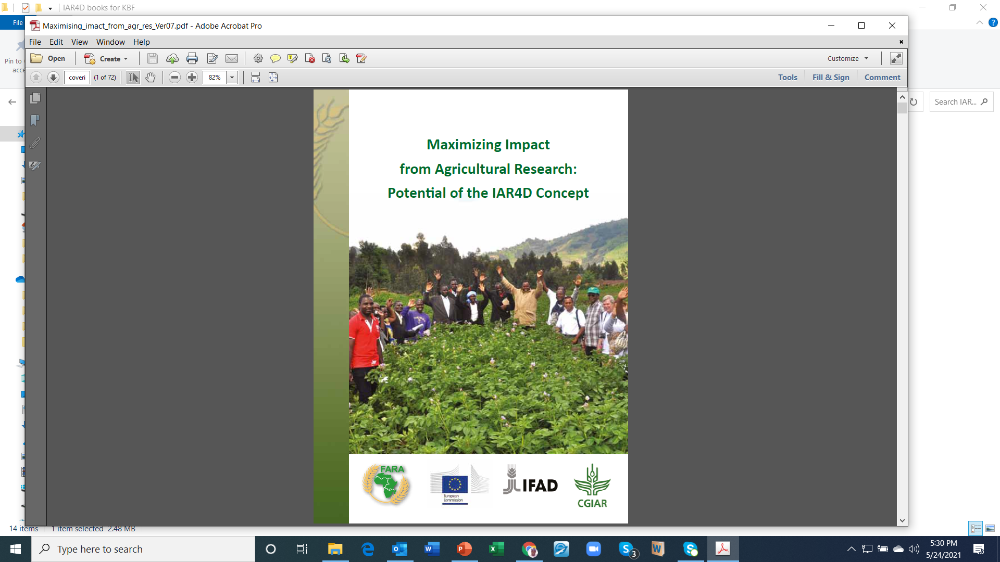 IAR4D books for KBF
File
Maximising_imact_from_agr_res_Ver07.pdf - Adobe Acrobat Pro
File Edit View Window Help
Open Create Customize
coveri (1 of 72) 82% Tools Fill & Sign Comment
Pin to
acce
Search IAR...
Maximizing Impact
from Agricultural Research:
Potential of the IAR4D Concept
FARA
European
Commission
IFAD
CGIAR
14 items 1 item selected 2.48 MB
Type here to search
3
5:30 PM
5/24/2021